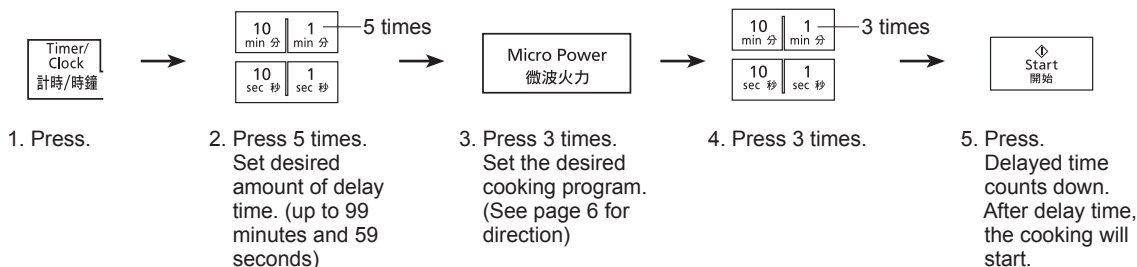 Timer/
Clock
計時/時鐘
10 1
min 分 min 分
5 times
10 1
sec 秒 sec 秒
Micro Power
微波火力
10 1
min 分 min 分
3 times
10 1
sec 秒 sec 秒
Start
開始
1. Press.
2. Press 5 times.
Set desired
amount of delay
time. (up to 99
minutes and 59
seconds)
3. Press 3 times.
Set the desired
cooking program.
(See page 6 for
direction)
4. Press 3 times.
5. Press.
Delayed time
counts down.
After delay time,
the cooking will
start.